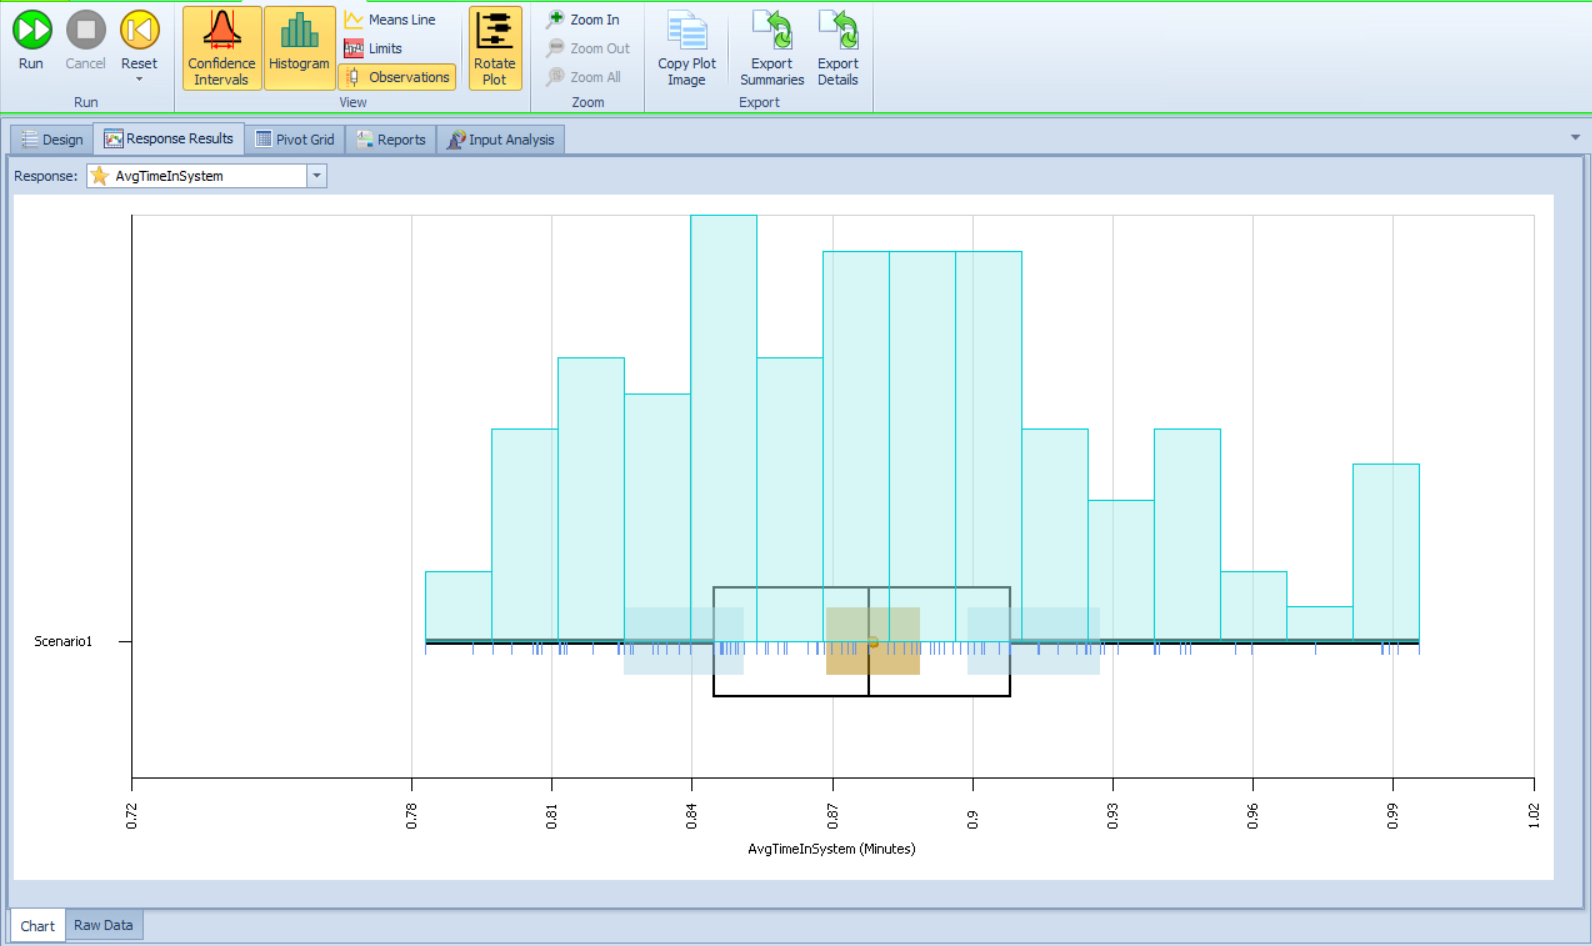 Run
Cancel
Reset
Run
Confidence
Intervals
Histogram
Means Line
Limits
Observations
View
Rotate
Plot
Zoom In
Zoom Out
Zoom All
Zoom
Copy Plot
Image
Export
Summaries
Export
Details
Export
Design
Response Results
Pivot Grid
Reports
Input Analysis
Response: AvgTimeInSystem
Scenario1
0.72
0.78
0.81
0.84
0.87
0.9
0.93
0.96
0.99
1.02
AvgTimeInSystem (Minutes)
Chart
Raw Data